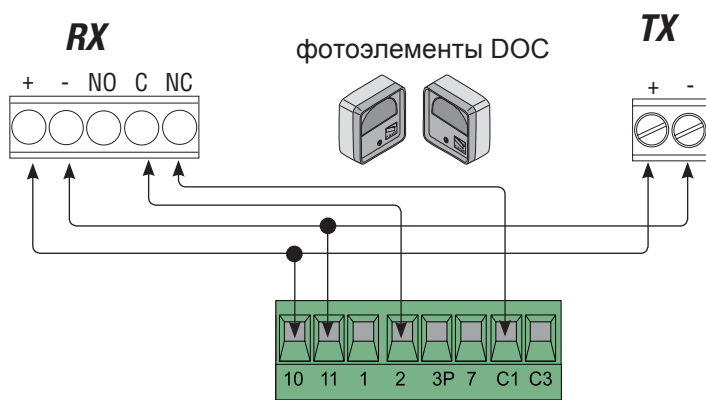 RX
TX
фотоэлементы DOC
+ - NO C NC
+ -
10 11 1 2 3P 7 C1 C3